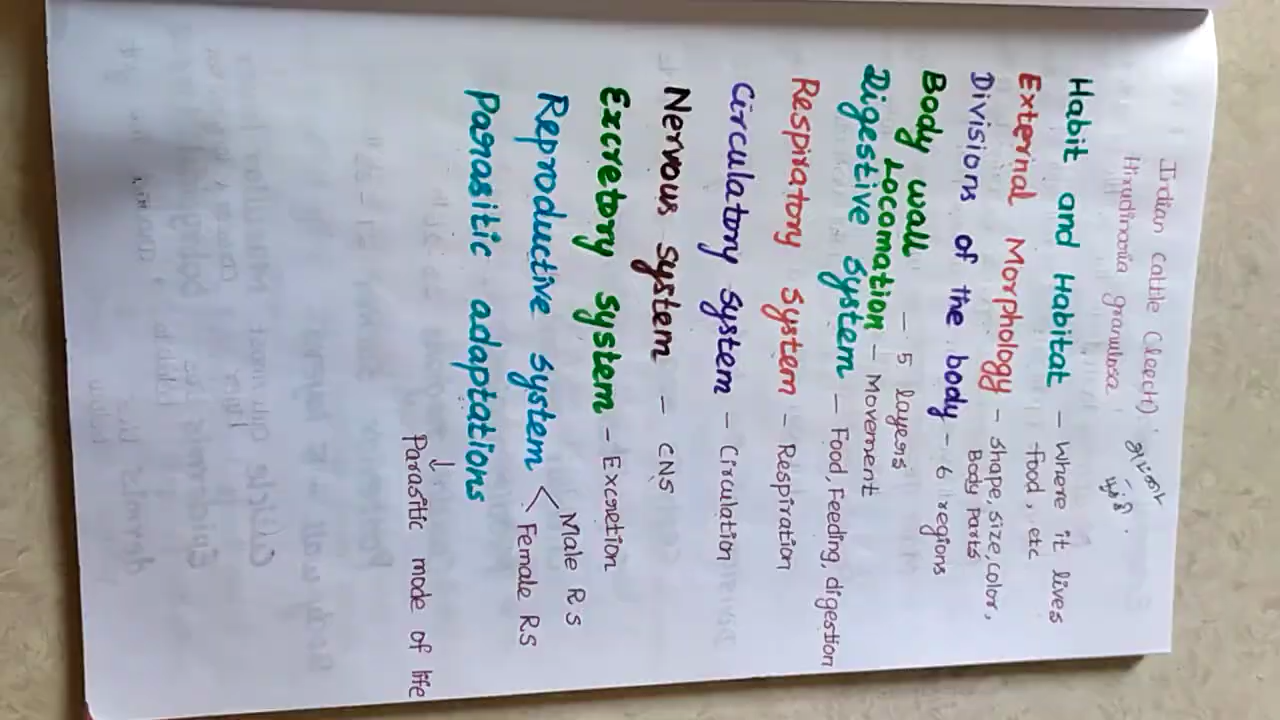 Indian cattle (leech)
Hirudinaria granulosa
Habit and Habitat - Where it lives
food, etc
External Morphology - shape, size, color,
Body Parts
Divisions of the body - 6 regions
Body wall - 5 layers
Locomation - Movement
Digestive system - Food, Feeding, digestion
Respiratory system - Respiration
Circulatory system - Circulation
Nervous system - CNS
Excretory system - Excretion
Reproductive system < Male RS
Female RS
Parasitic adaptations
↓
Parasitic mode of life